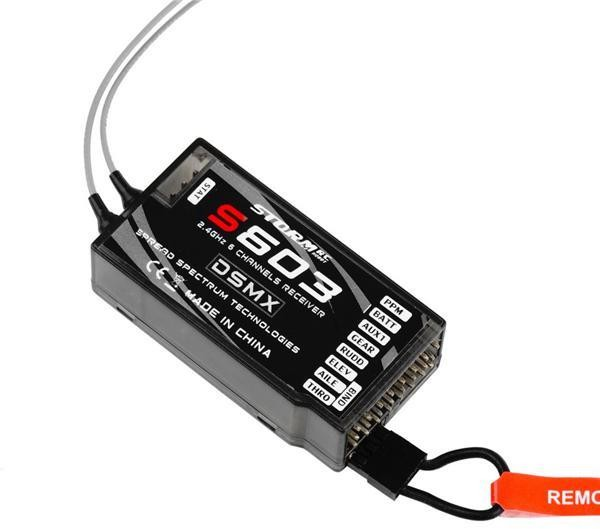 STAT
STORM RC
S603
2.4GHz 6 CHANNELS RECEIVER
DSMX
SPREAD SPECTRUM TECHNOLOGIES
CE MADE IN CHINA
PPM
BATT
AUX1
GEAR
RUDD
ELEV
AILE
THRO
BIND
REMO